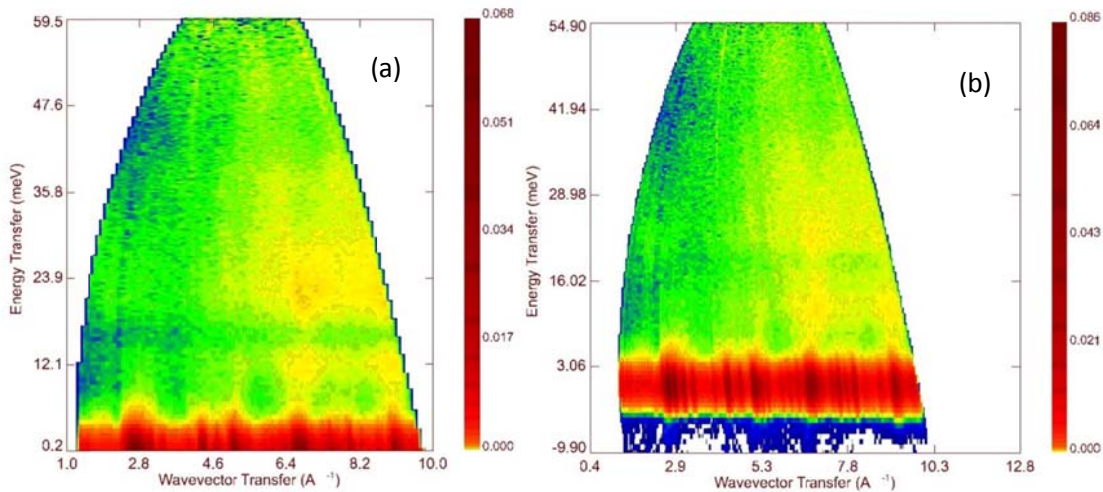 59.5
47.6
35.8
23.9
12.1
0.2
Energy Transfer (meV)
1.0 2.8 4.6 6.4 8.2 10.0
Wavevector Transfer (A⁻¹)
(a)
0.068
0.051
0.034
0.017
0.000
54.90
41.94
28.98
16.02
3.06
-9.90
Energy Transfer (meV)
0.4 2.9 5.3 7.8 10.3 12.8
Wavevector Transfer (A⁻¹)
(b)
0.086
0.064
0.043
0.021
0.000